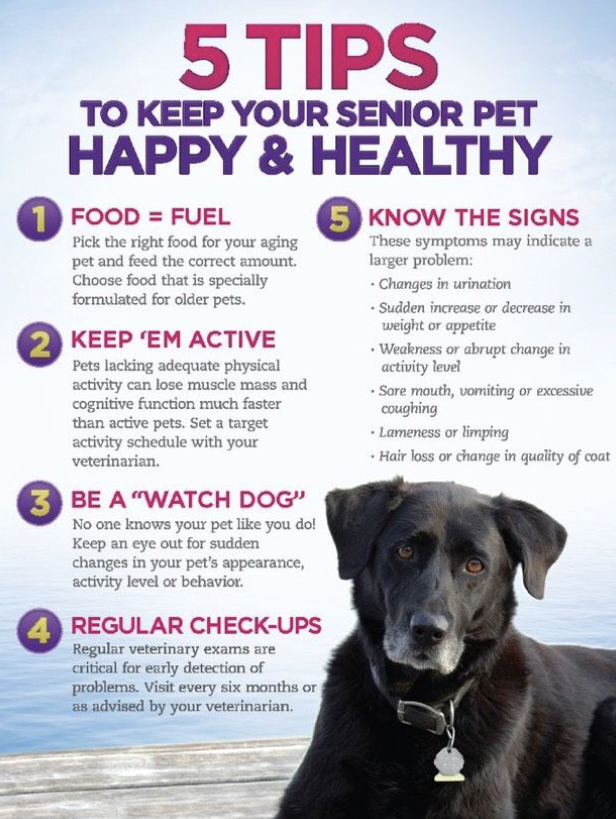 5 TIPS
TO KEEP YOUR SENIOR PET
HAPPY & HEALTHY
1 FOOD = FUEL
Pick the right food for your aging
pet and feed the correct amount.
Choose food that is specially
formulated for older pets.
2 KEEP ‘EM ACTIVE
Pets lacking adequate physical
activity can lose muscle mass and
cognitive function much faster
than active pets. Set a target
activity schedule with your
veterinarian.
3 BE A “WATCH DOG”
No one knows your pet like you do!
Keep an eye out for sudden
changes in your pet's appearance,
activity level or behavior.
4 REGULAR CHECK-UPS
Regular veterinary exams are
critical for early detection of
problems. Visit every six months or
as advised by your veterinarian.
5 KNOW THE SIGNS
These symptoms may indicate a
larger problem:
· Changes in urination
· Sudden increase or decrease in
weight or appetite
· Weakness or abrupt change in
activity level
· Sore mouth, vomiting or excessive
coughing
· Lameness or limping
· Hair loss or change in quality of coat